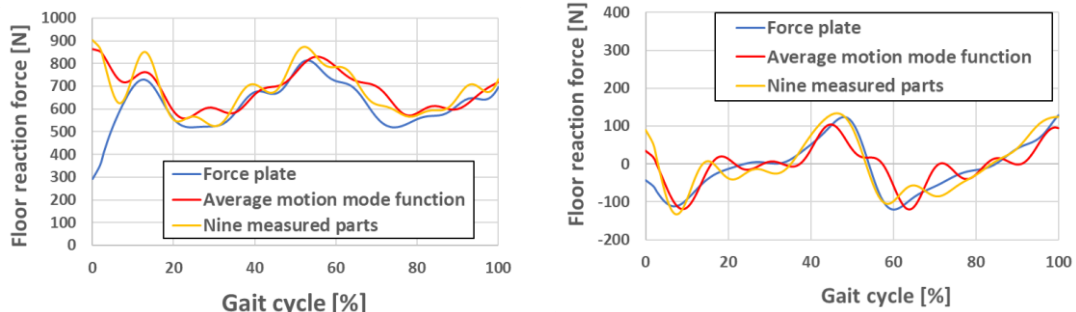 Floor reaction force [N]
1000
900
800
700
600
500
400
300
200
100
0
Force plate
Average motion mode function
Nine measured parts
0 20 40 60 80 100
Gait cycle [%]
Floor reaction force [N]
400
300
200
100
0
-100
-200
Force plate
Average motion mode function
Nine measured parts
0 20 40 60 80 100
Gait cycle [%]